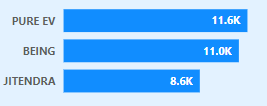 PURE EV 11.6K
BEING 11.0K
JITENDRA 8.6K